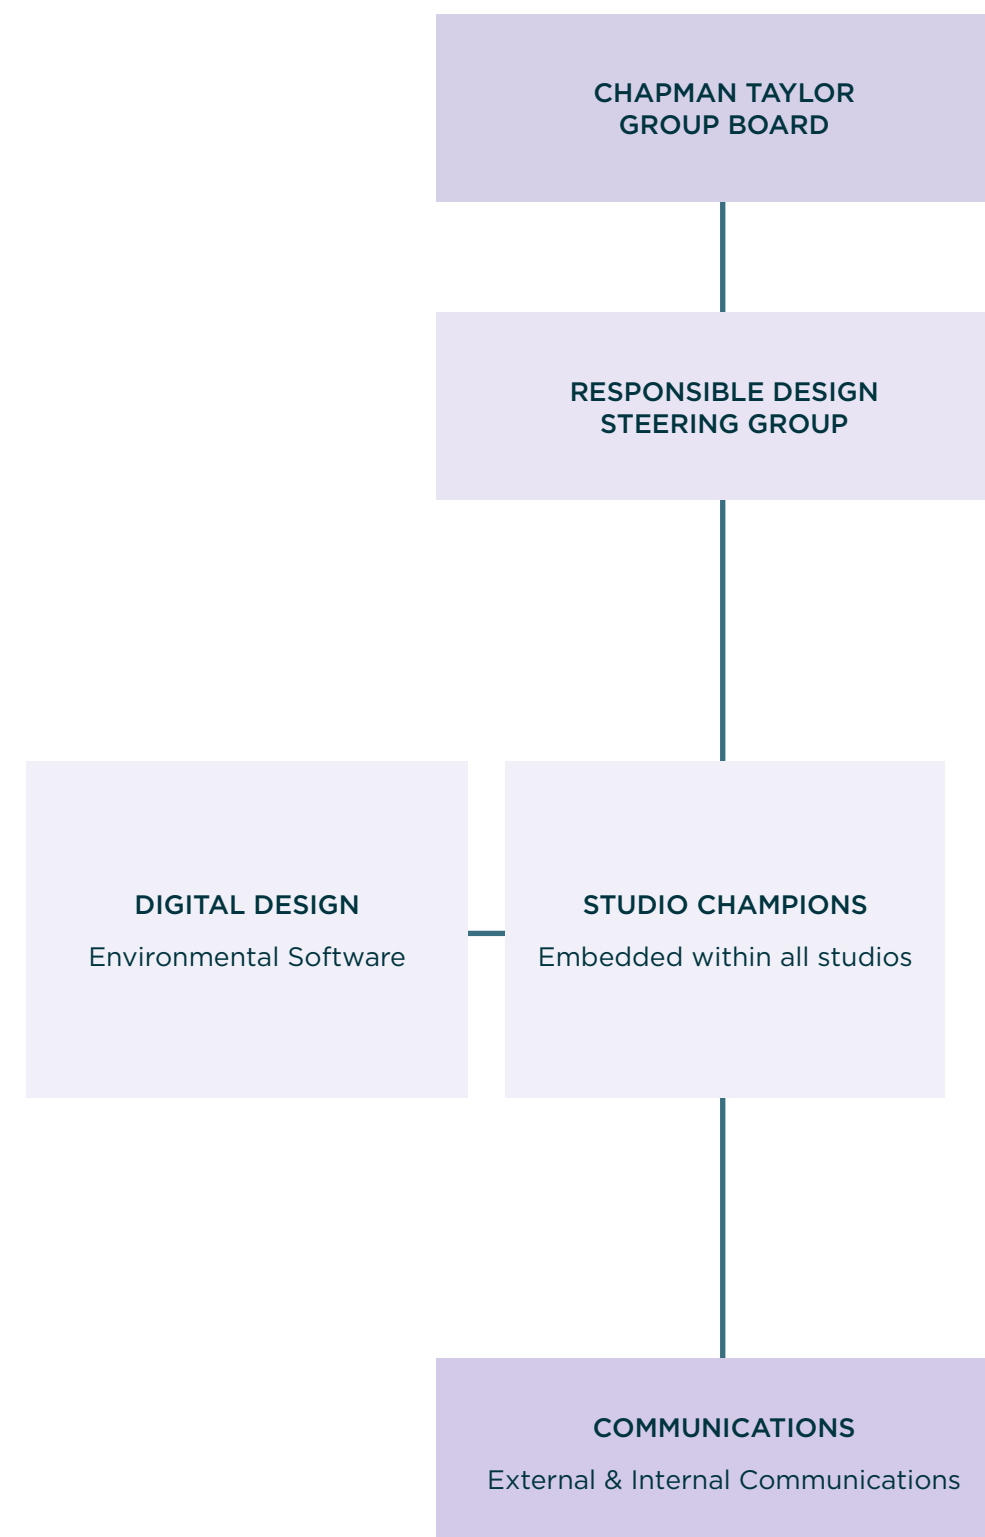 CHAPMAN TAYLOR
GROUP BOARD
RESPONSIBLE DESIGN
STEERING GROUP
DIGITAL DESIGN
Environmental Software
STUDIO CHAMPIONS
Embedded within all studios
COMMUNICATIONS
External & Internal Communications